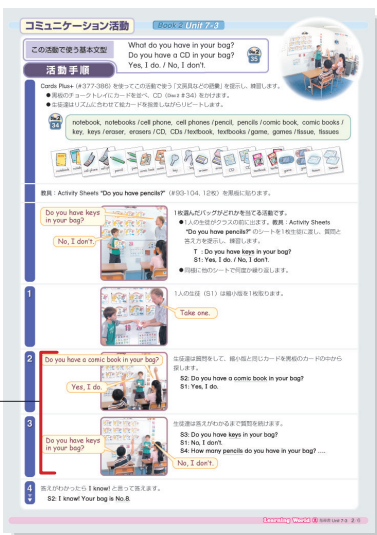 コミュニケーション活動
Book 2 Unit 7-3
この活動で使う基本文型
What do you have in your bag?
Do you have a CD in your bag?
Yes, I do. / No, I don't.
35
活動手順
Cards Plus+ (#377-386) を使ってこの活動で使う「文房具などの語彙」を提示し、練習します。
●黒板のチョークトレイにカードを並べ、CD (34) をかけます。
●生徒達はリズムに合わせて絵カードを指差しながらリピートします。
34
notebook, notebooks / cell phone, cell phones / pencil, pencils / comic book, comic books /
key, keys / eraser, erasers / CD, CDs / textbook, textbooks / game, games / tissue, tissues
教具:Activity Sheets "Do you have pencils?" (#93-104, 12枚) を黒板に貼ります。
Do you have keys
in your bag?
No, I don't.
1枚選んだバッグがどれかを当てる活動です。
●1人の生徒がクラスの前に出ます。教具:Activity Sheets
"Do you have pencils?" のシートを1枚生徒に渡し、質問と
答え方を提示し、練習します。
T : Do you have keys in your bag?
S1: Yes, I do. / No, I don't.
●同様に他のシートで何度か繰り返します。
1
1人の生徒(S1)は縮小版を1枚取ります。
Take one.
2
Do you have a comic book in your bag?
Yes, I do.
生徒達は質問をして、縮小版と同じカードを黒板のカードの中から
探します。
S2: Do you have a comic book in your bag?
S1: Yes, I do.
3
Do you have keys
in your bag?
No, I don't.
生徒達は答えがわかるまで質問を続けます。
S3: Do you have keys in your bag?
S1: No, I don't.
S4: How many pencils do you have in your bag? ....
4
答えがわかったら I know! と言って答えます。
S2: I know! Your bag is No.8.
Learning World 2 Unit 7-3 2-5